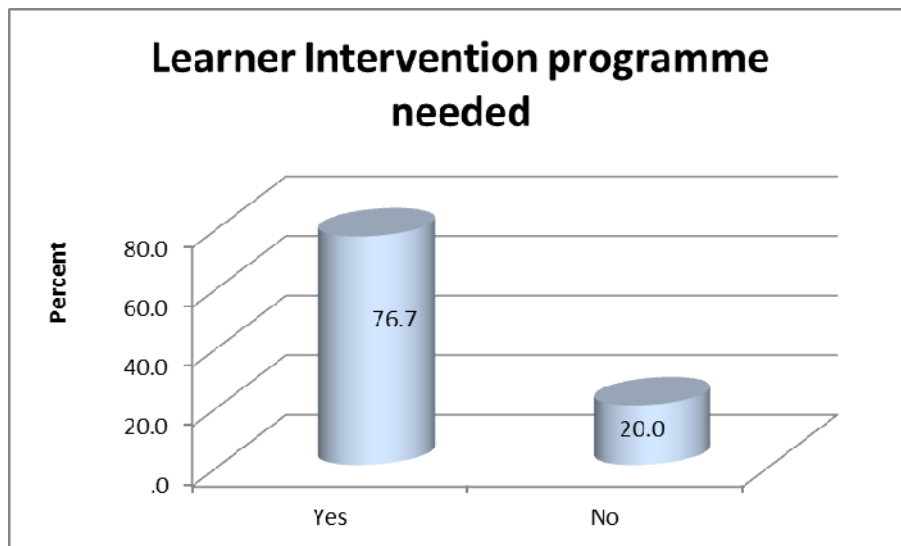 Learner Intervention programme
needed
Percent
80.0
60.0
40.0
20.0
.0
76.7
20.0
Yes
No